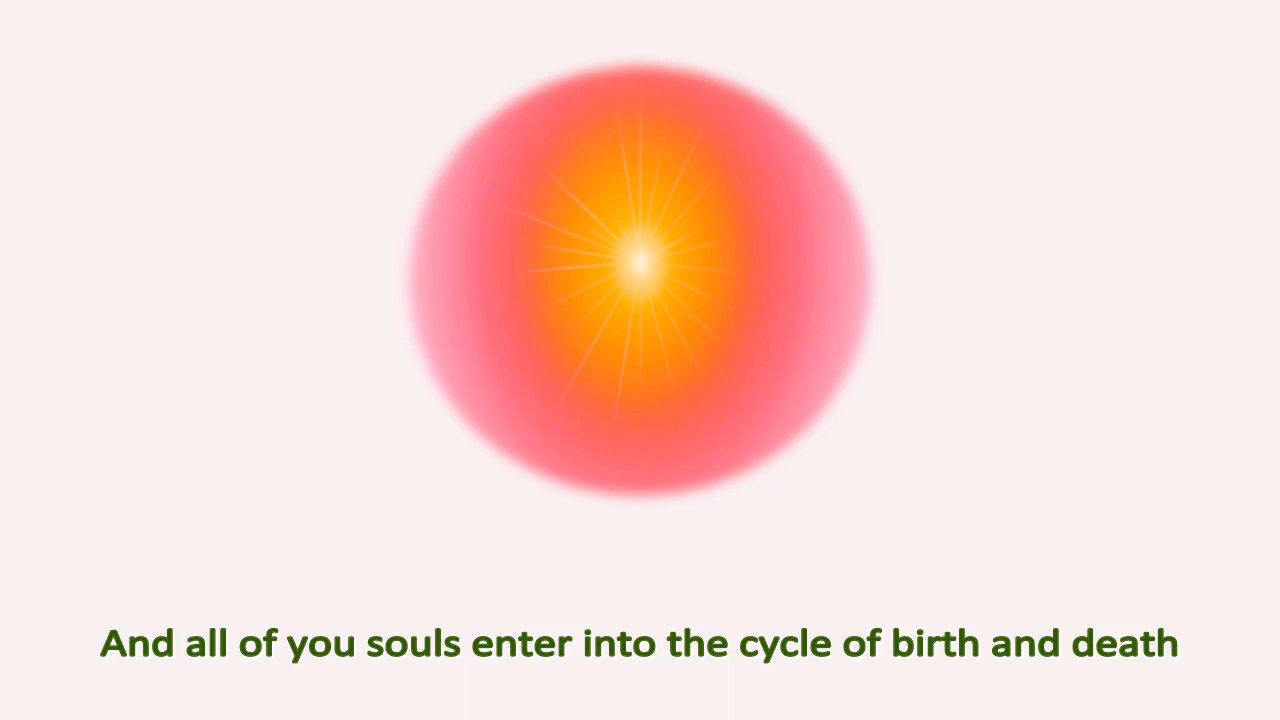 And all of you souls enter into the cycle of birth and death